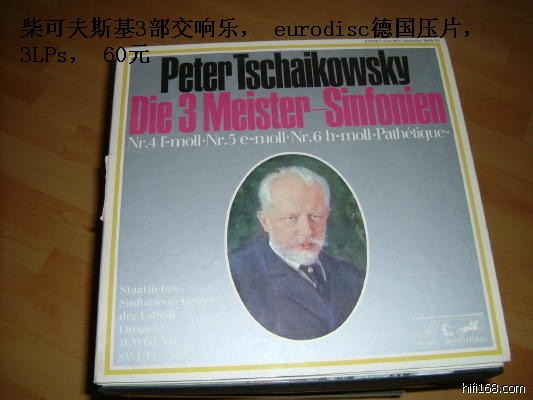 柴可夫斯基3部交响乐， eurodisc德国压片，
3LPs， 60元
Peter Tschaikowsky
Die 3 Meister-Sinfonien
Nr.4 f-moll·Nr.5 e-moll·Nr.6 h-moll»Pathétique«
Staatliches
Sinfonieorchester
der UdSSR
Dirigent:
JEWGENIJ
eurodisc
hifi168.com